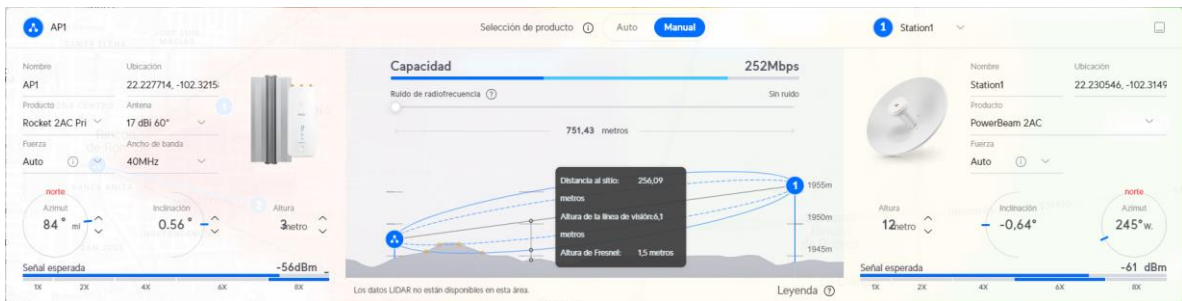 AP1
Selección de producto
Auto
Manual
1
Station1
Nombre
Ubicación
AP1
22.227714, -102.3215
Producto
Antena
Rocket 2AC Pri
17 dBi 60°
Fuerza
Ancho de banda
Auto
40MHz
norte
Azimut
84° mi
Inclinación
0.56°
Altura
3metro
Señal esperada
-56dBm
1X 2X 4X 6X 8X
Capacidad
252Mbps
Ruido de radiofrecuencia
Sin ruido
751,43 metros
Distancia al sitio: 256,09
metros
Altura de la línea de visión:6,1
metros
Altura de Fresnel: 1,5 metros
1
1955m
1950m
1945m
Los datos LIDAR no están disponibles en esta área.
Leyenda
Nombre
Ubicación
Station1
22.230546, -102.3149
Producto
PowerBeam 2AC
Fuerza
Auto
Altura
12metro
Inclinación
-0,64°
norte
Azimut
245°w.
Señal esperada
-61 dBm
1X 2X 4X 6X 8X